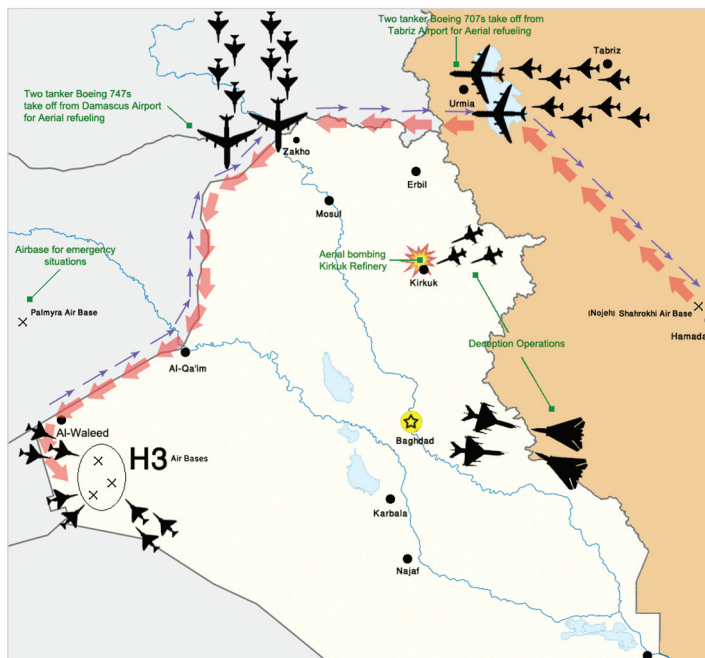 Two tanker Boeing 707s take off from
Tabriz Airport for Aerial refueling
Tabriz
Urmia
Two tanker Boeing 747s
take off from Damascus Airport
for Aerial refueling
Zakho
Erbil
Mosul
Airbase for emergency
situations
Palmyra Air Base
Aerial bombing
Kirkuk Refinery
Kirkuk
(Nojeh) Shahrokhi Air Base
Hamada
Deception Operations
Al-Qa'im
Al-Waleed
H3 Air Bases
Baghdad
Karbala
Najaf